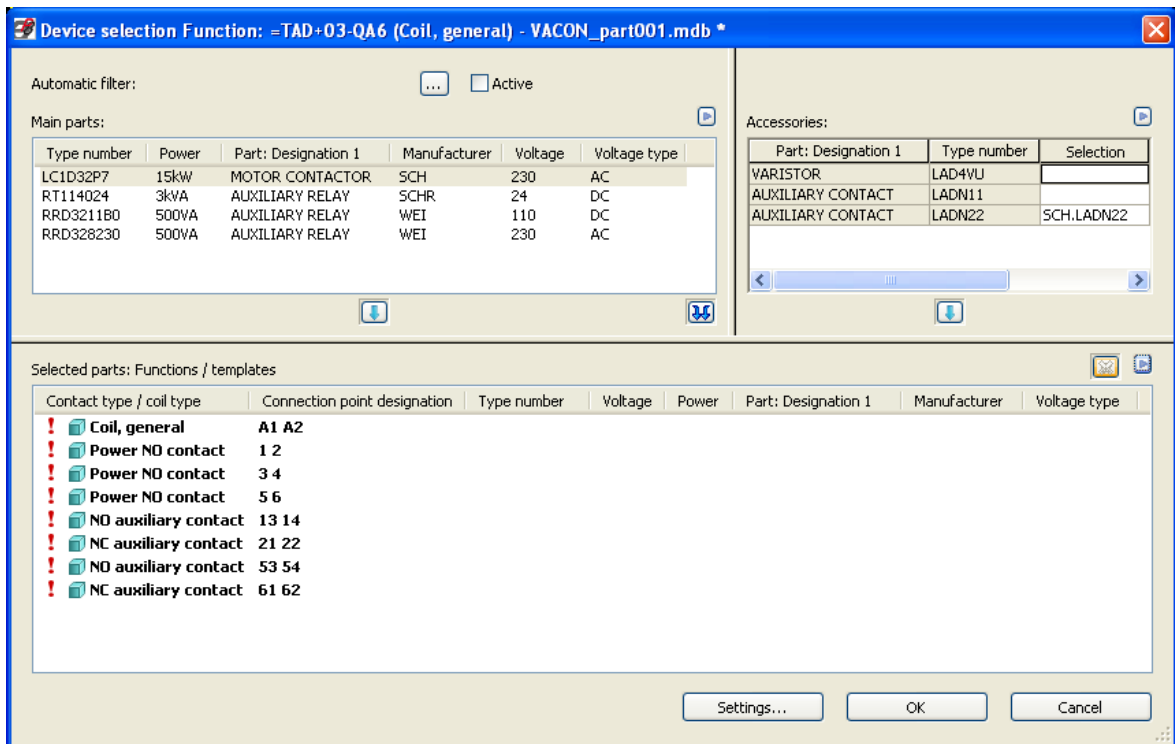 Device selection Function: =TAD+03-QA6 (Coil, general) - VACON_part001.mdb *
Automatic filter: ... Active
Main parts:
Type number Power Part: Designation 1 Manufacturer Voltage Voltage type
LC1D32P7 15kW MOTOR CONTACTOR SCH 230 AC
RT114024 3kVA AUXILIARY RELAY SCHR 24 DC
RRD3211B0 500VA AUXILIARY RELAY WEI 110 DC
RRD328230 500VA AUXILIARY RELAY WEI 230 AC
Accessories:
Part: Designation 1 Type number Selection
VARISTOR LAD4VU
AUXILIARY CONTACT LADN11
AUXILIARY CONTACT LADN22 SCH.LADN22
Selected parts: Functions / templates
Contact type / coil type Connection point designation Type number Voltage Power Part: Designation 1 Manufacturer Voltage type
! Coil, general A1 A2
! Power NO contact 1 2
! Power NO contact 3 4
! Power NO contact 5 6
! NO auxiliary contact 13 14
! NC auxiliary contact 21 22
! NO auxiliary contact 53 54
! NC auxiliary contact 61 62
Settings... OK Cancel